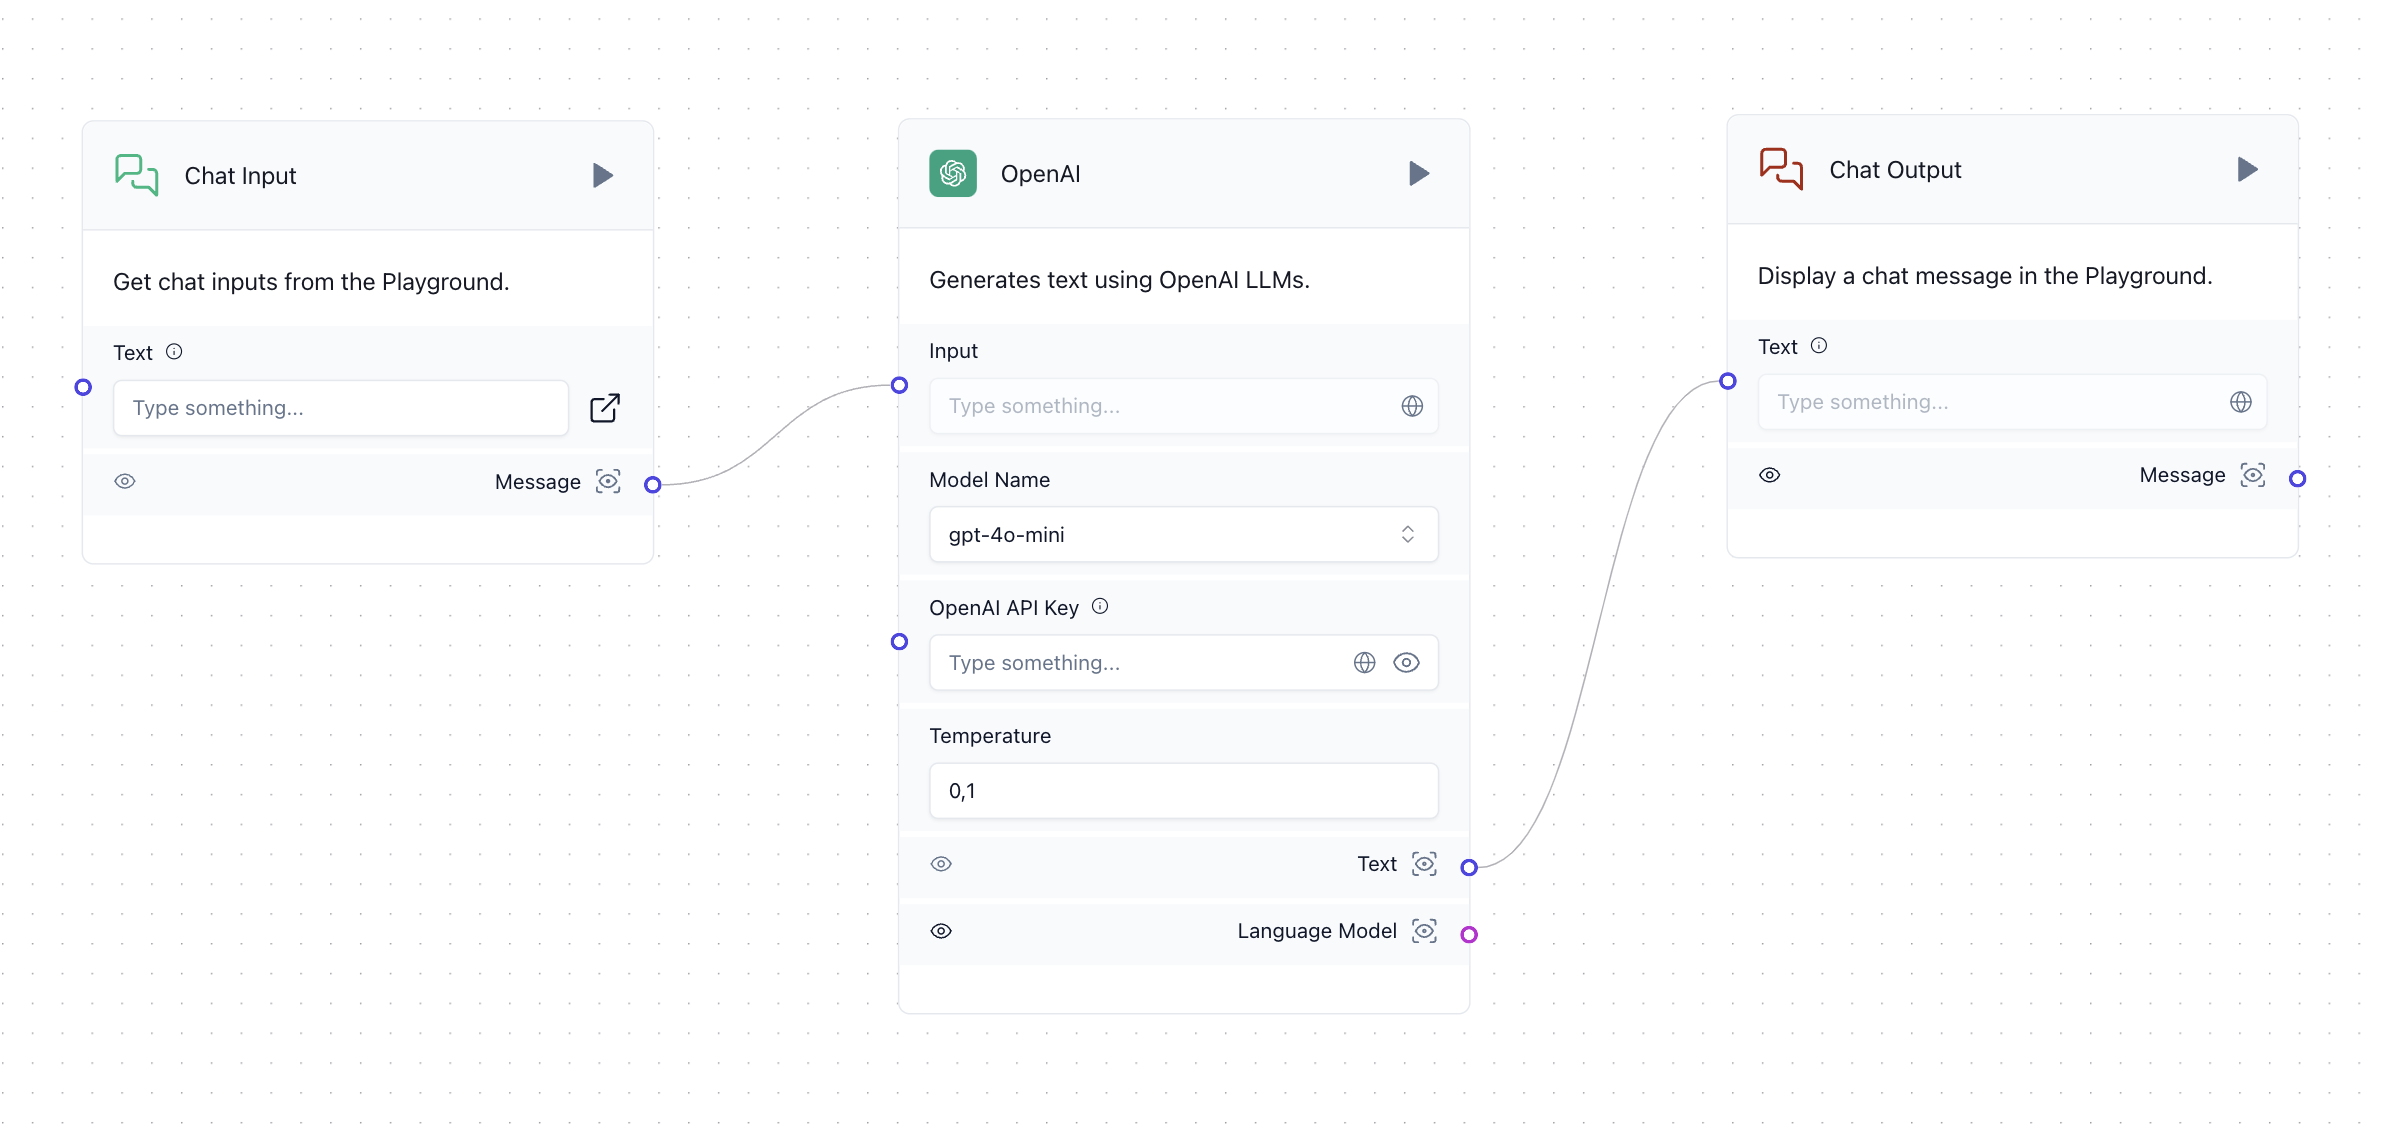 Chat Input
Get chat inputs from the Playground.
Text
Type something...
Message
OpenAI
Generates text using OpenAI LLMs.
Input
Type something...
Model Name
gpt-4o-mini
OpenAI API Key
Type something...
Temperature
0,1
Text
Language Model
Chat Output
Display a chat message in the Playground.
Text
Type something...
Message